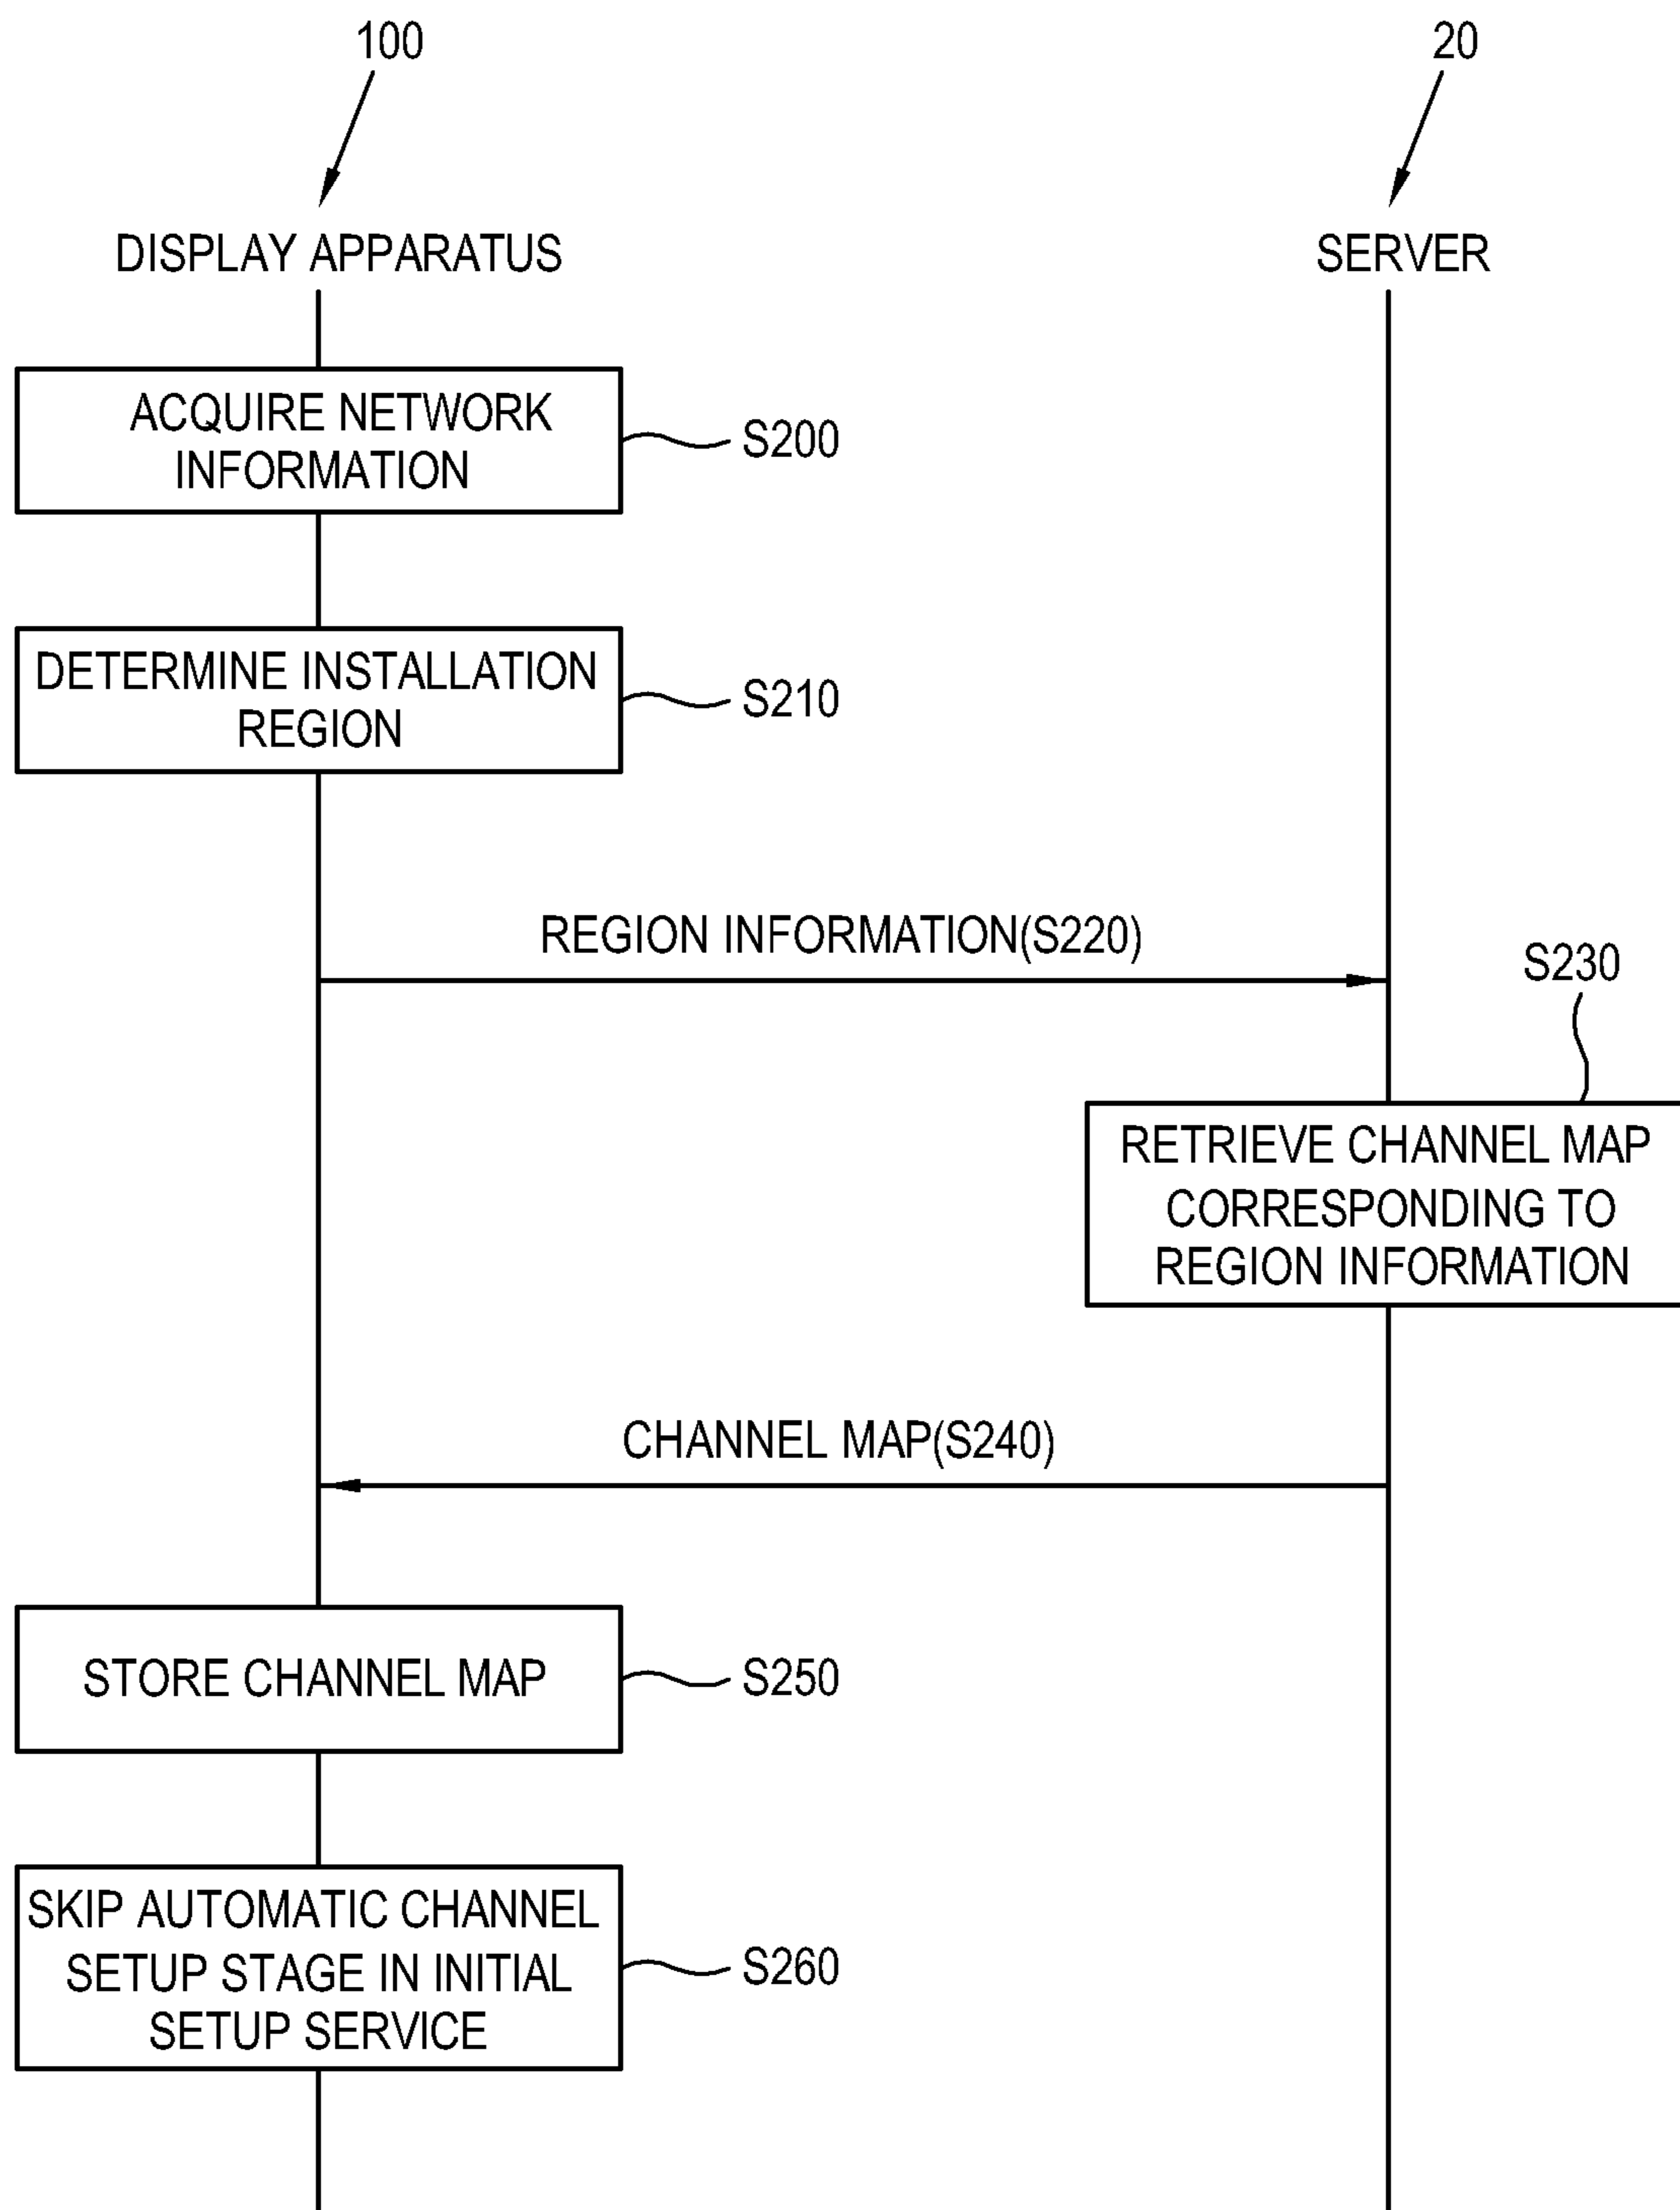 100
20
DISPLAY APPARATUS
SERVER
ACQUIRE NETWORK
INFORMATION
S200
DETERMINE INSTALLATION
REGION
S210
REGION INFORMATION(S220)
S230
RETRIEVE CHANNEL MAP
CORRESPONDING TO
REGION INFORMATION
CHANNEL MAP(S240)
STORE CHANNEL MAP
S250
SKIP AUTOMATIC CHANNEL
SETUP STAGE IN INITIAL
SETUP SERVICE
S260